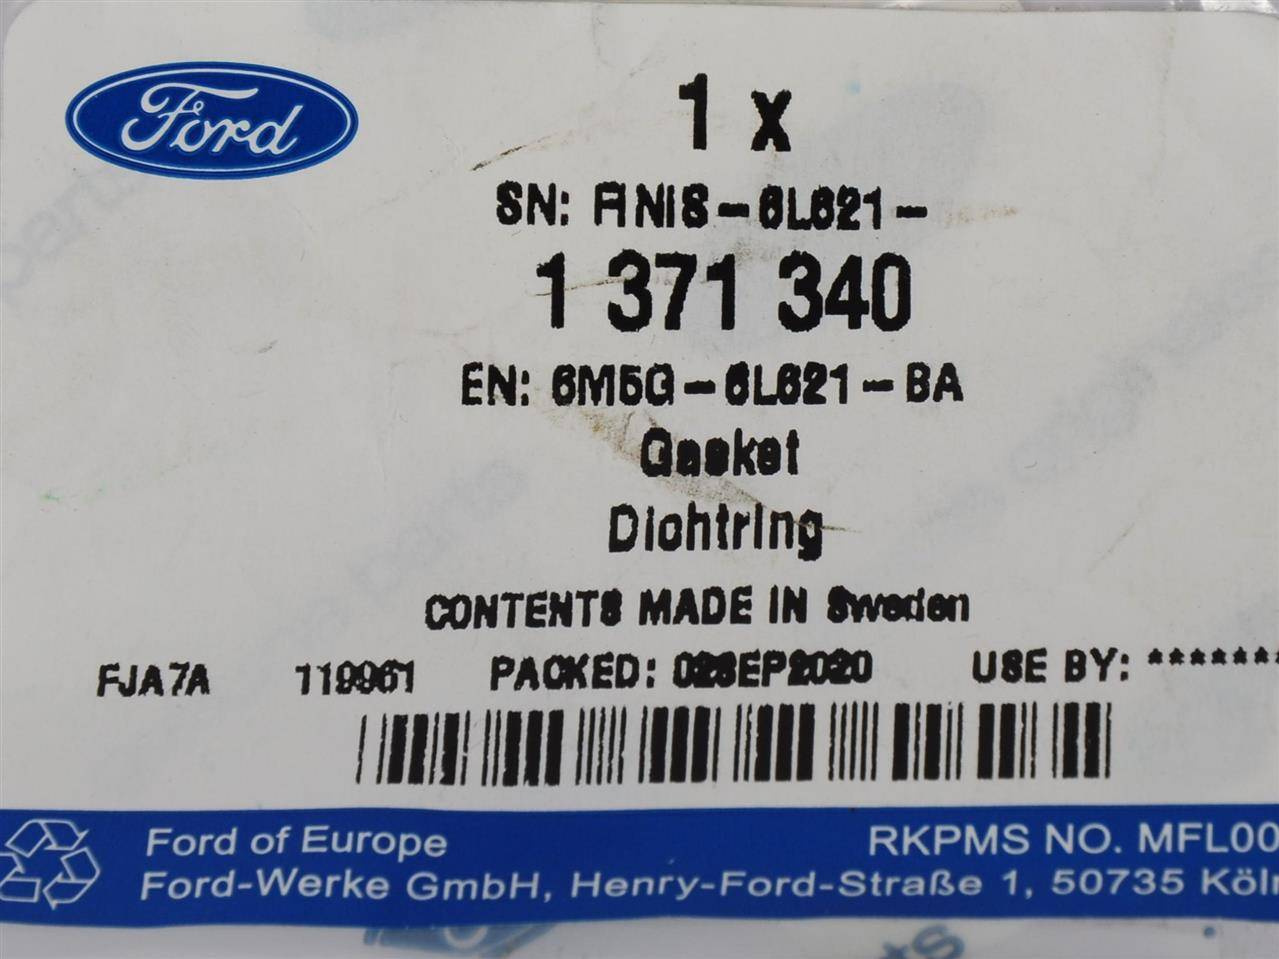 Ford
1 x
SN: FINIS-6L621-
1 371 340
EN: 6M5G-6L621-BA
Gasket
Dichtring
CONTENTS MADE IN Sweden
FJA7A 119961 PACKED: 02SEP2020 USE BY: *******
Ford of Europe RKPMS NO. MFL00
Ford-Werke GmbH, Henry-Ford-Straße 1, 50735 Köln